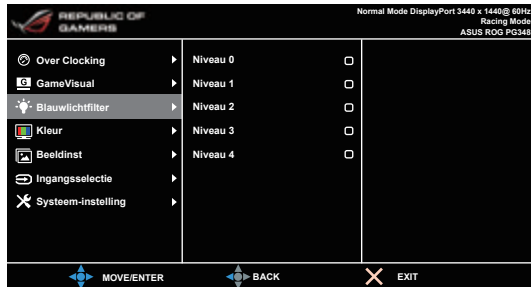 REPUBLIC OF
GAMERS
Normal Mode DisplayPort 3440 x 1440@ 60Hz
Racing Mode
ASUS ROG PG348
Over Clocking
GameVisual
Blauwlichtfilter
Kleur
Beeldinst
Ingangsselectie
Systeem-instelling
Niveau 0
Niveau 1
Niveau 2
Niveau 3
Niveau 4
MOVE/ENTER
BACK
EXIT